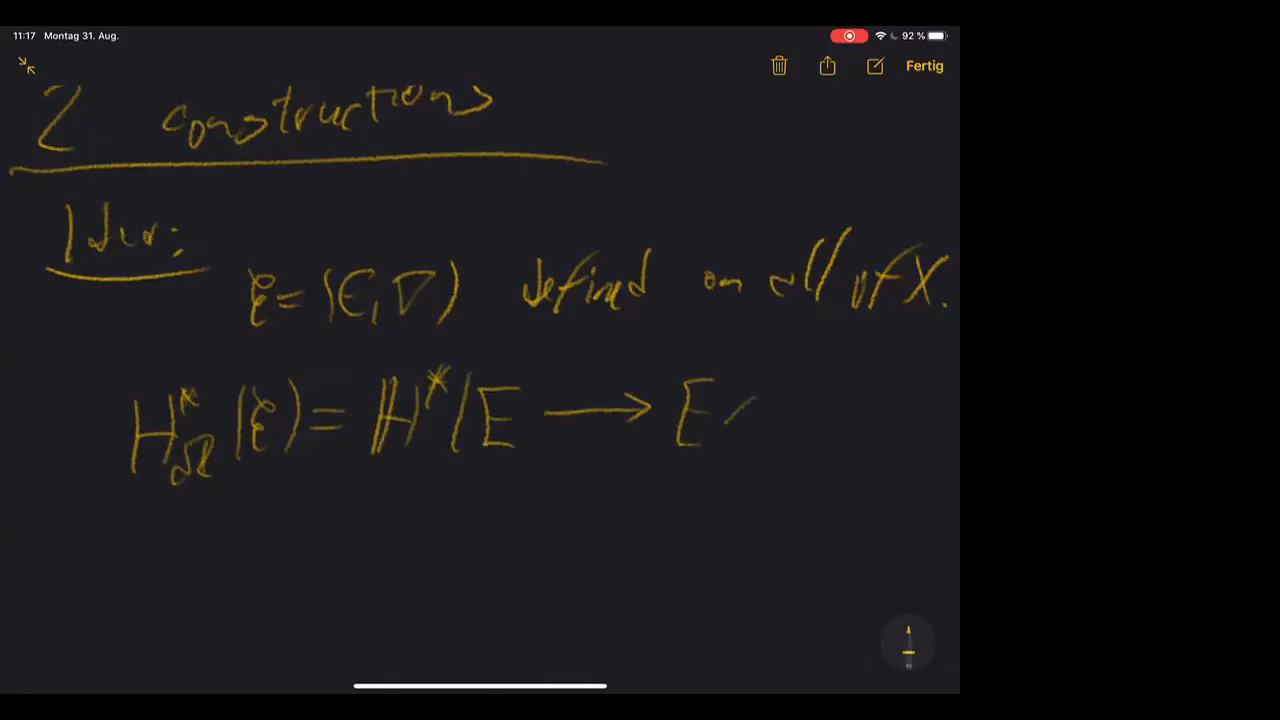 11:17 Montag 31. Aug. 92 %
Fertig
2 constructions
Idea:
ℰ = (E, ∇) defined on all of X.
H*dR(ℰ) = ℍ*(E ⟶ E